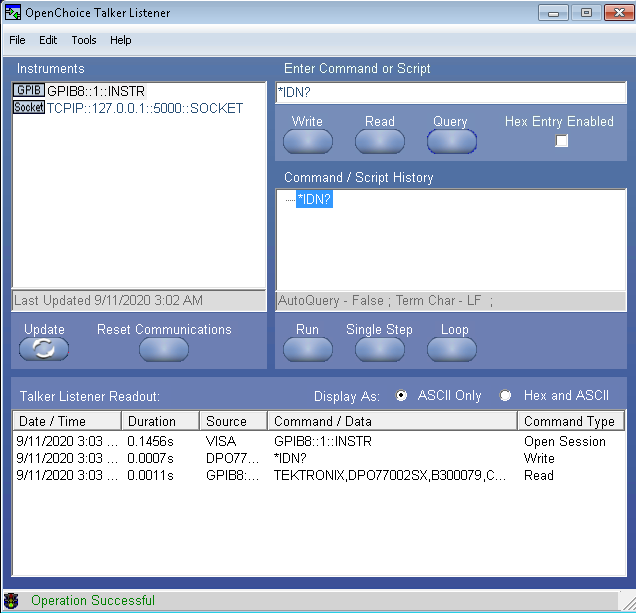 OpenChoice Talker Listener
File Edit Tools Help
Instruments
GPIB GPIB8::1::INSTR
Socket TCPIP::127.0.0.1::5000::SOCKET
Last Updated 9/11/2020 3:02 AM
Update Reset Communications
Enter Command or Script
*IDN?
Write Read Query Hex Entry Enabled
Command / Script History
*IDN?
AutoQuery - False ; Term Char - LF ;
Run Single Step Loop
Talker Listener Readout: Display As: ASCII Only Hex and ASCII
Date / Time Duration Source Command / Data Command Type
9/11/2020 3:03 ... 0.1456s VISA GPIB8::1::INSTR Open Session
9/11/2020 3:03 ... 0.0007s DPO77... *IDN? Write
9/11/2020 3:03 ... 0.0011s GPIB8:... TEKTRONIX,DPO77002SX,B300079,C... Read
Operation Successful